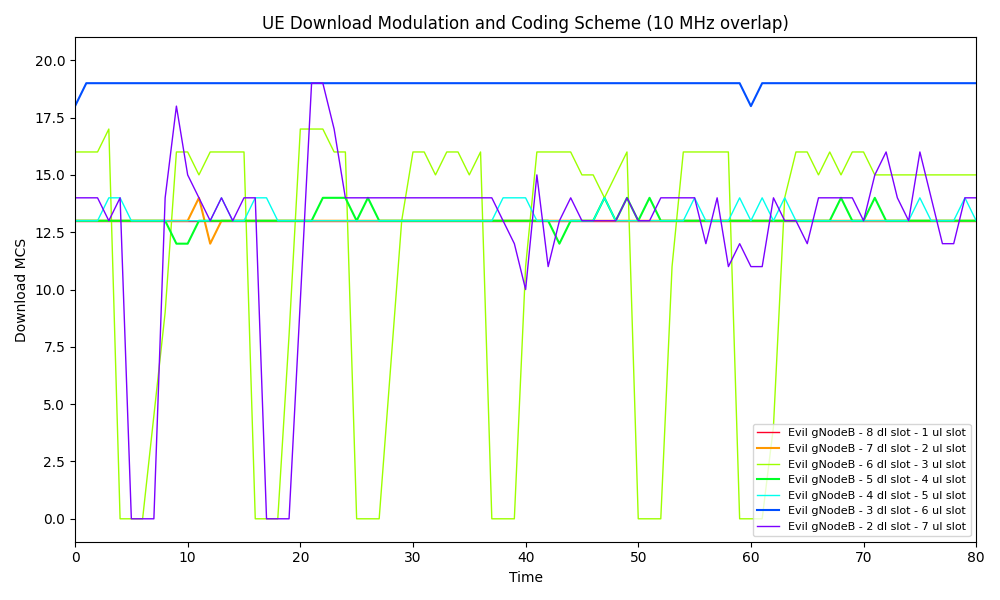 UE Download Modulation and Coding Scheme (10 MHz overlap)
20.0
17.5
15.0
12.5
10.0
7.5
5.0
2.5
0.0
Download MCS
Evil gNodeB - 8 dl slot - 1 ul slot
Evil gNodeB - 7 dl slot - 2 ul slot
Evil gNodeB - 6 dl slot - 3 ul slot
Evil gNodeB - 5 dl slot - 4 ul slot
Evil gNodeB - 4 dl slot - 5 ul slot
Evil gNodeB - 3 dl slot - 6 ul slot
Evil gNodeB - 2 dl slot - 7 ul slot
0 10 20 30 40 50 60 70 80
Time